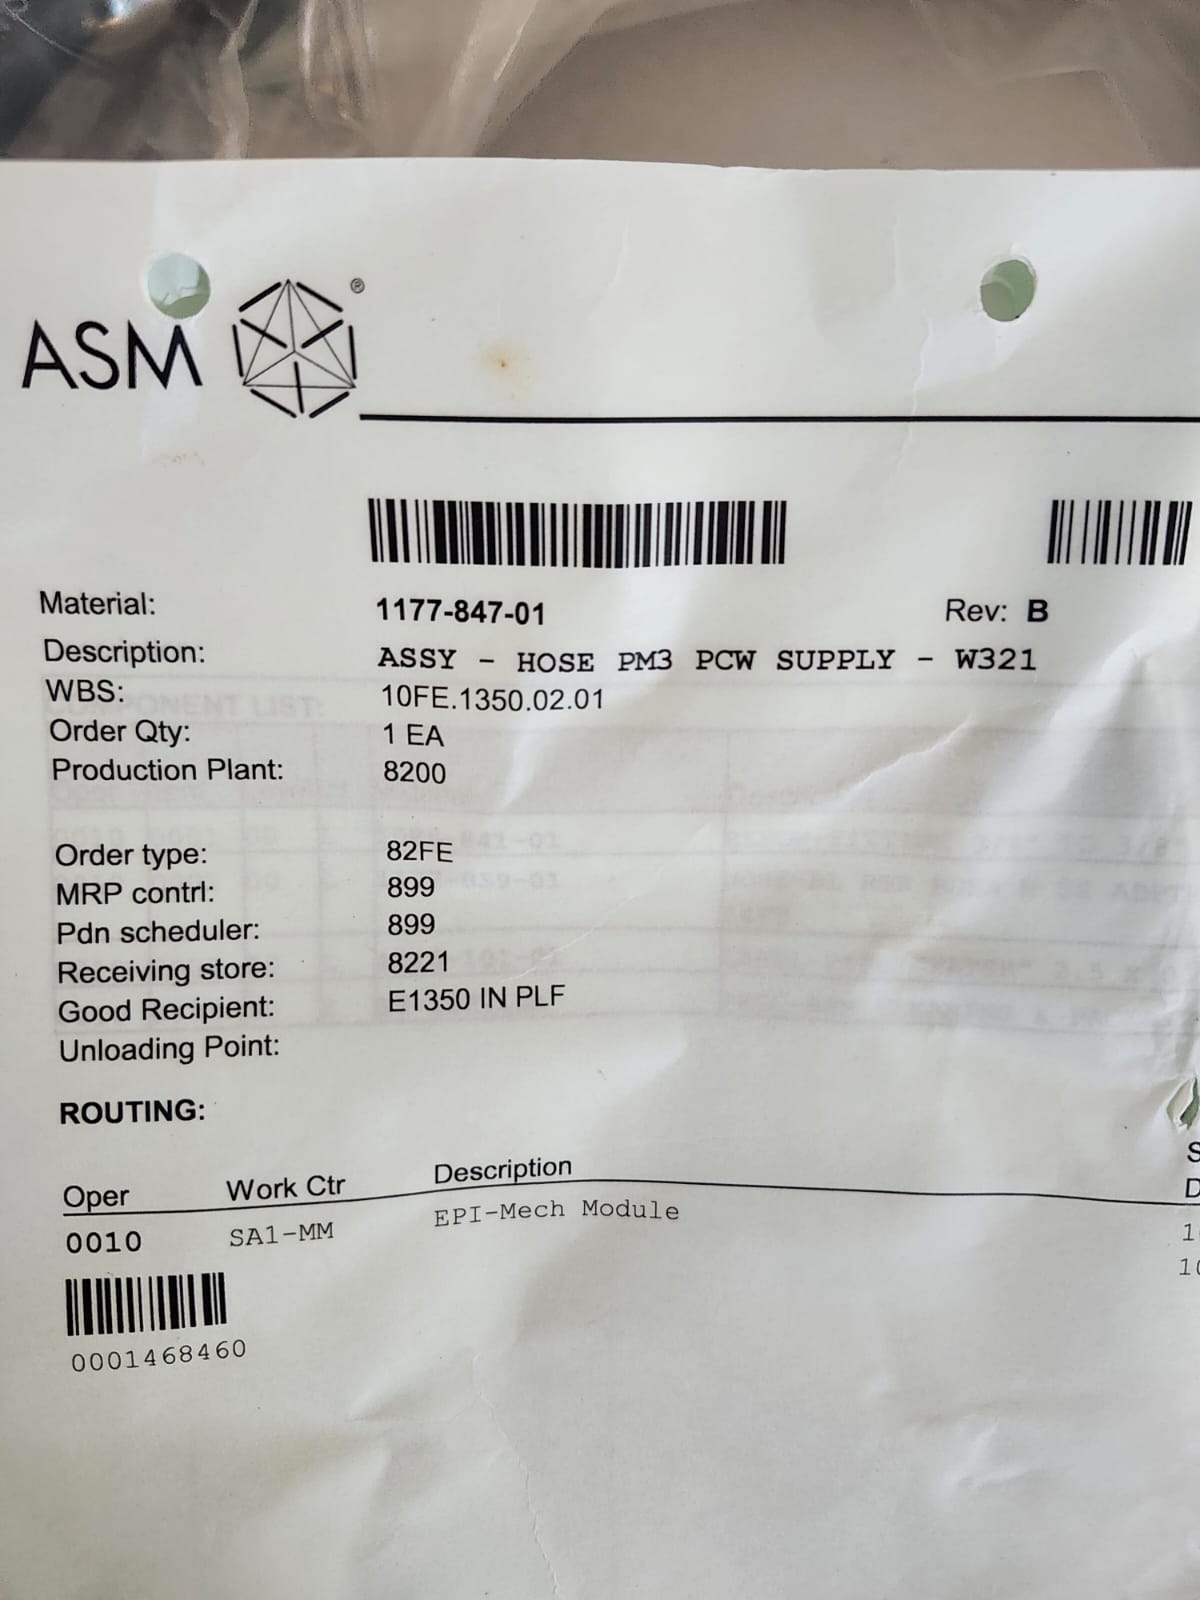 ASM ®
Material: 1177-847-01 Rev: B
Description: ASSY - HOSE PM3 PCW SUPPLY - W321
WBS: 10FE.1350.02.01
Order Qty: 1 EA
Production Plant: 8200
Order type: 82FE
MRP contrl: 899
Pdn scheduler: 899
Receiving store: 8221
Good Recipient: E1350 IN PLF
Unloading Point:
ROUTING:
Oper Work Ctr Description
0010 SA1-MM EPI-Mech Module
0001468460